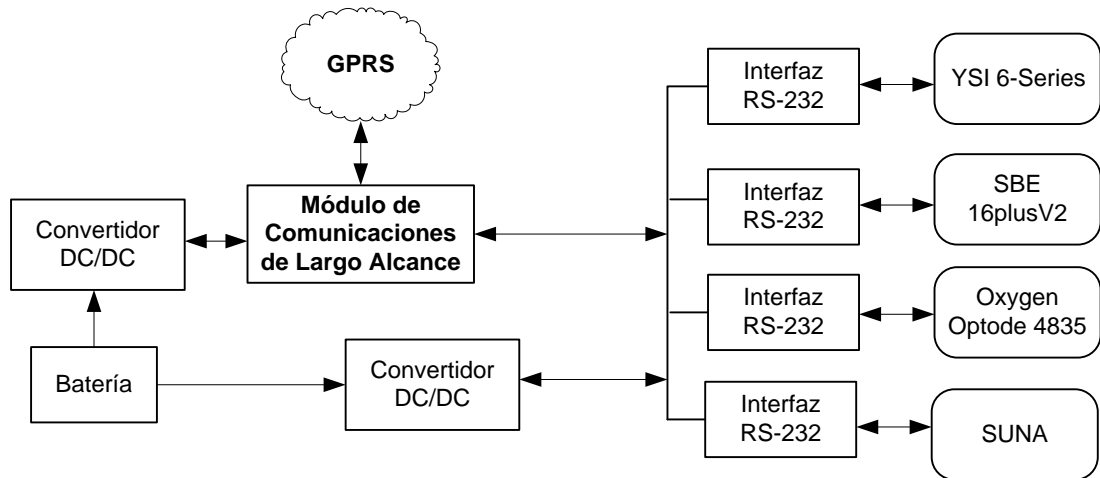 GPRS
Módulo de
Comunicaciones
de Largo Alcance
Convertidor
DC/DC
Batería
Convertidor
DC/DC
Interfaz
RS-232
YSI 6-Series
Interfaz
RS-232
SBE
16plusV2
Interfaz
RS-232
Oxygen
Optode 4835
Interfaz
RS-232
SUNA